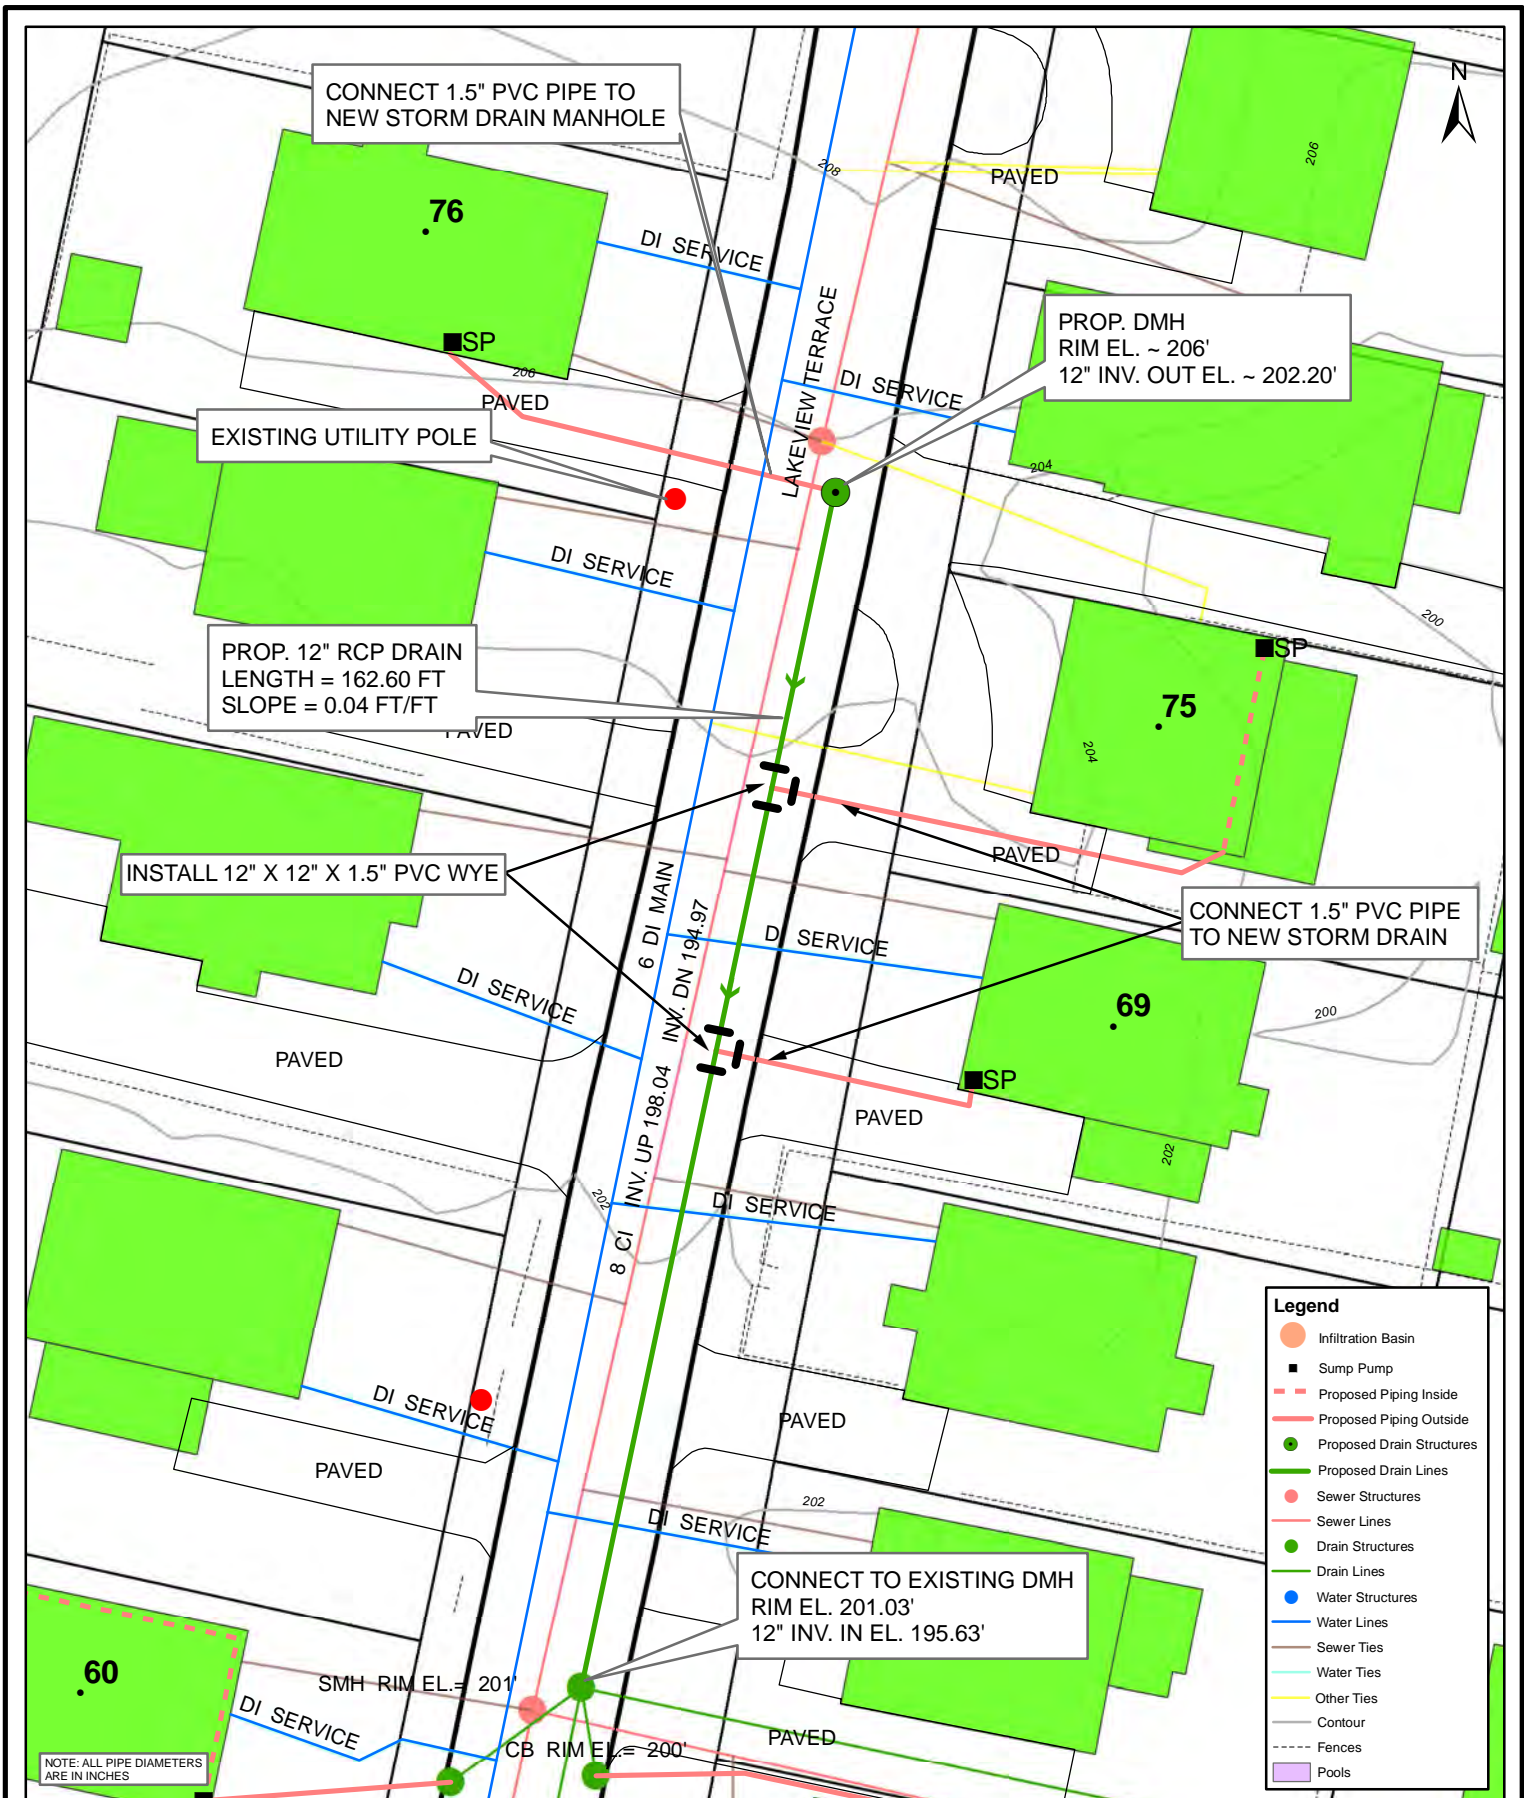 N
CONNECT 1.5" PVC PIPE TO
NEW STORM DRAIN MANHOLE
208
206
PAVED
76
DI SERVICE
PROP. DMH
RIM EL. ~ 206'
12" INV. OUT EL. ~ 202.20'
LAKEVIEW TERRACE
SP
206
DI SERVICE
PAVED
EXISTING UTILITY POLE
204
DI SERVICE
200
PROP. 12" RCP DRAIN
LENGTH = 162.60 FT
SLOPE = 0.04 FT/FT
SP
75
PAVED
204
INSTALL 12" X 12" X 1.5" PVC WYE
PAVED
6 DI MAIN
INV. DN 194.97
CONNECT 1.5" PVC PIPE
TO NEW STORM DRAIN
DI SERVICE
DI SERVICE
69
200
PAVED
SP
PAVED
8 CI INV. UP 198.04
202
202
DI SERVICE
DI SERVICE
PAVED
PAVED
202
DI SERVICE
CONNECT TO EXISTING DMH
RIM EL. 201.03'
12" INV. IN EL. 195.63'
60
SMH RIM EL.= 201'
DI SERVICE
CB RIM EL.= 200'
PAVED
NOTE: ALL PIPE DIAMETERS
ARE IN INCHES
Legend
Infiltration Basin
Sump Pump
Proposed Piping Inside
Proposed Piping Outside
Proposed Drain Structures
Proposed Drain Lines
Sewer Structures
Sewer Lines
Drain Structures
Drain Lines
Water Structures
Water Lines
Sewer Ties
Water Ties
Other Ties
Contour
Fences
Pools